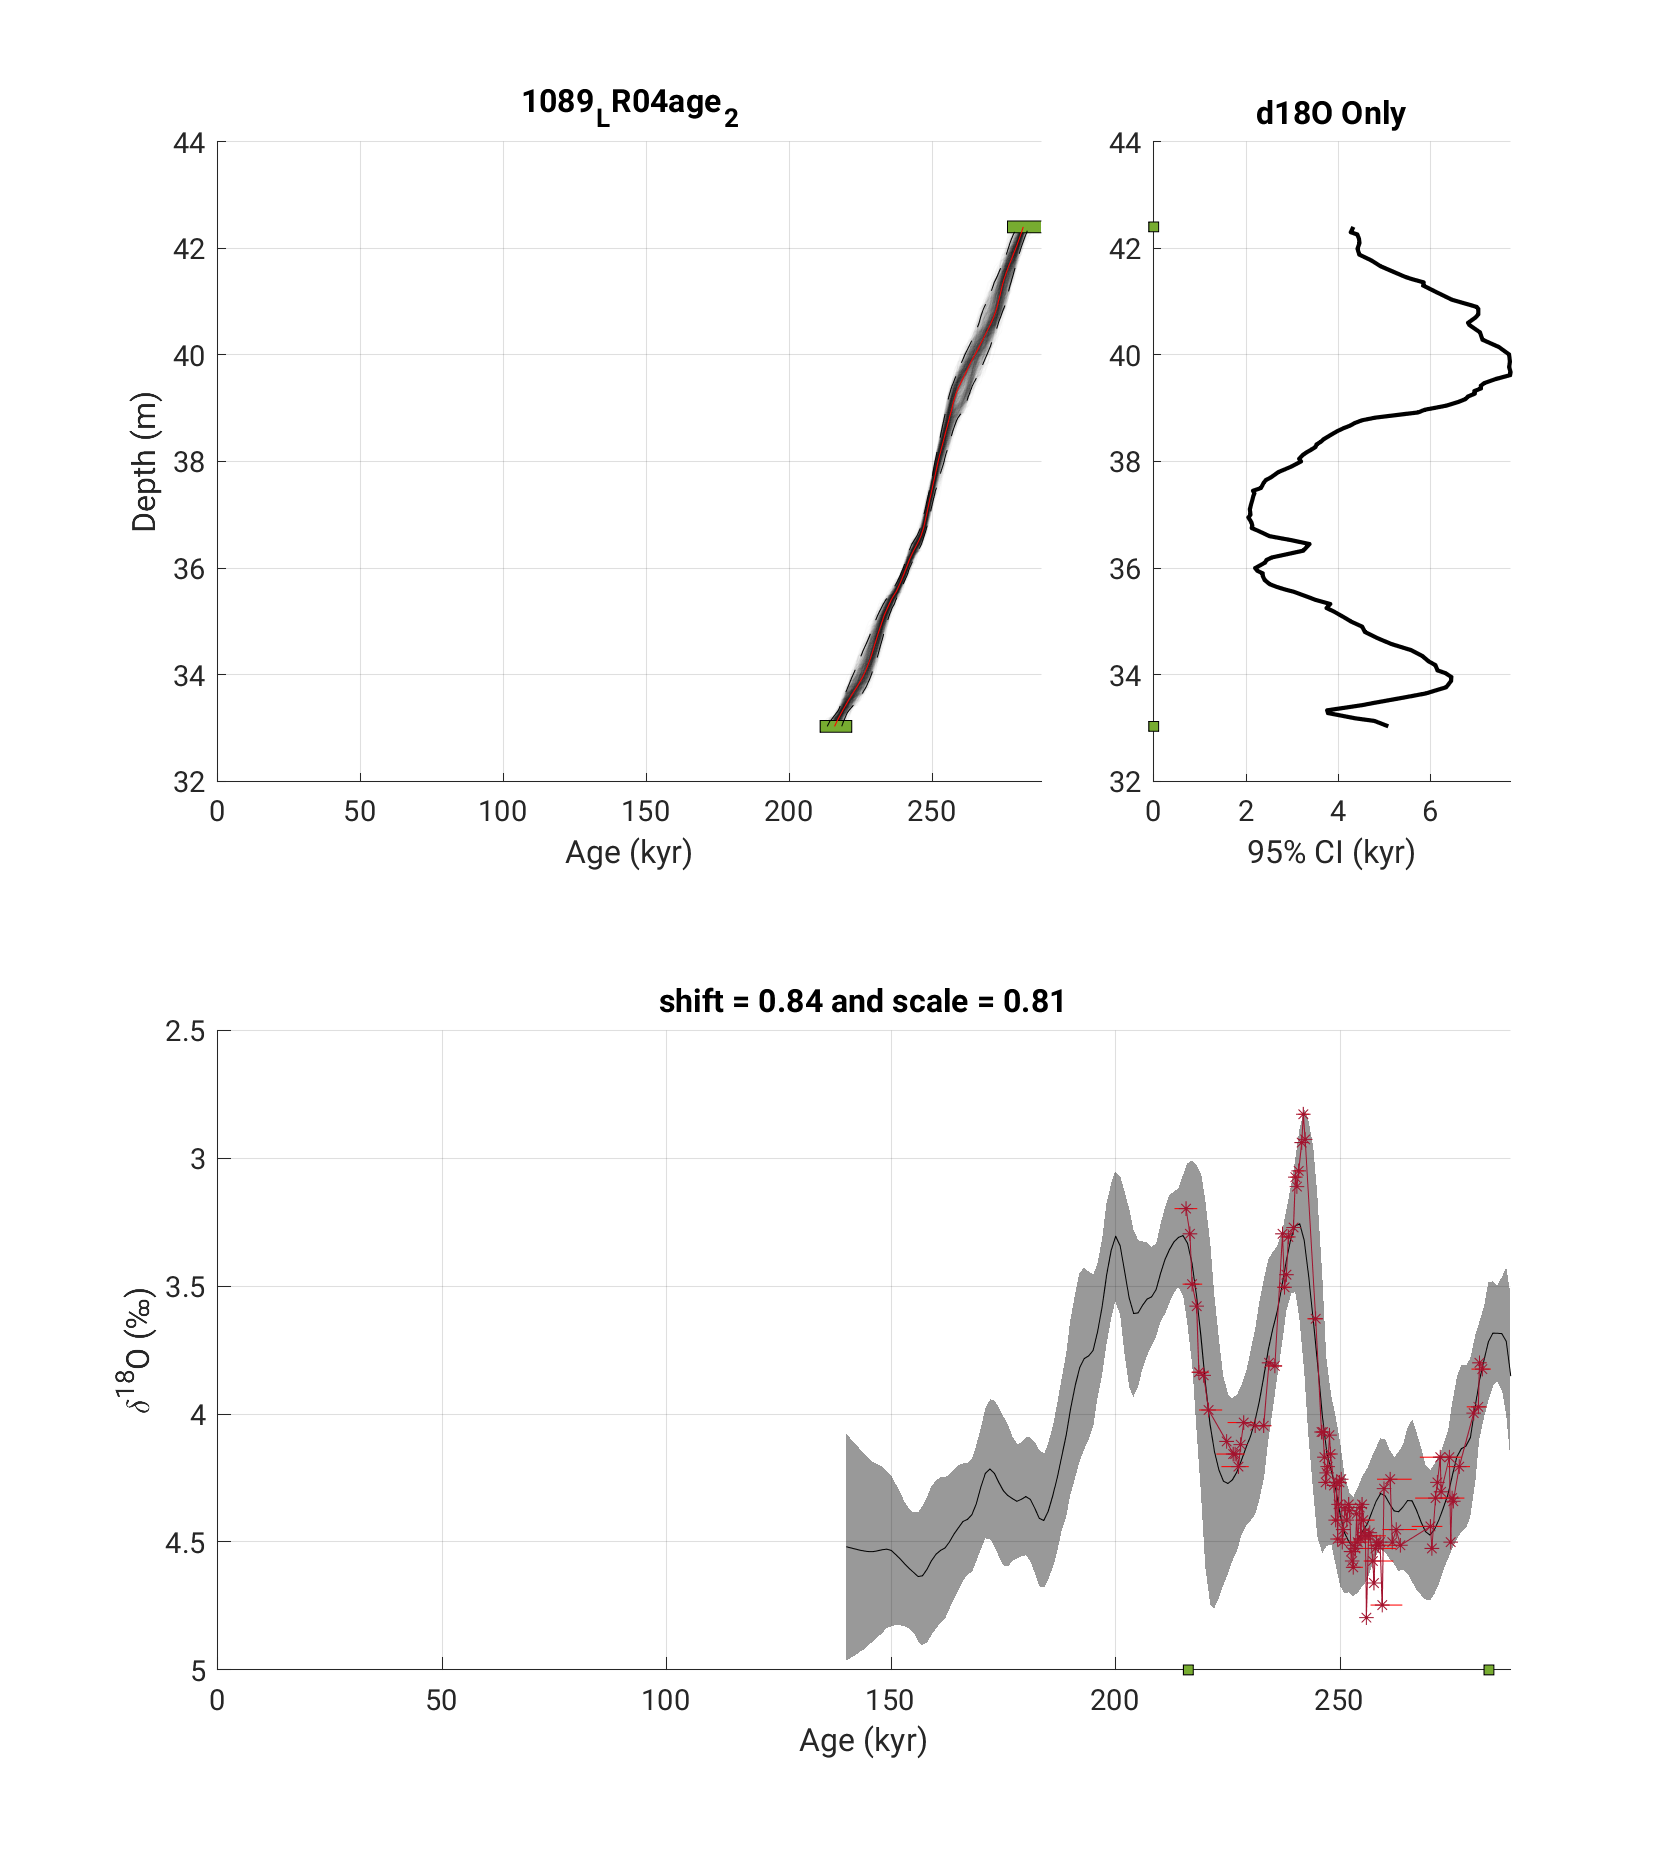 1089LR04age2
d18O Only
44
42
40
38
36
34
32
Depth (m)
0 50 100 150 200 250
Age (kyr)
44
42
40
38
36
34
32
0 2 4 6
95% CI (kyr)
shift = 0.84 and scale = 0.81
2.5
3
3.5
4
4.5
5
δ18O (‰)
0 50 100 150 200 250
Age (kyr)